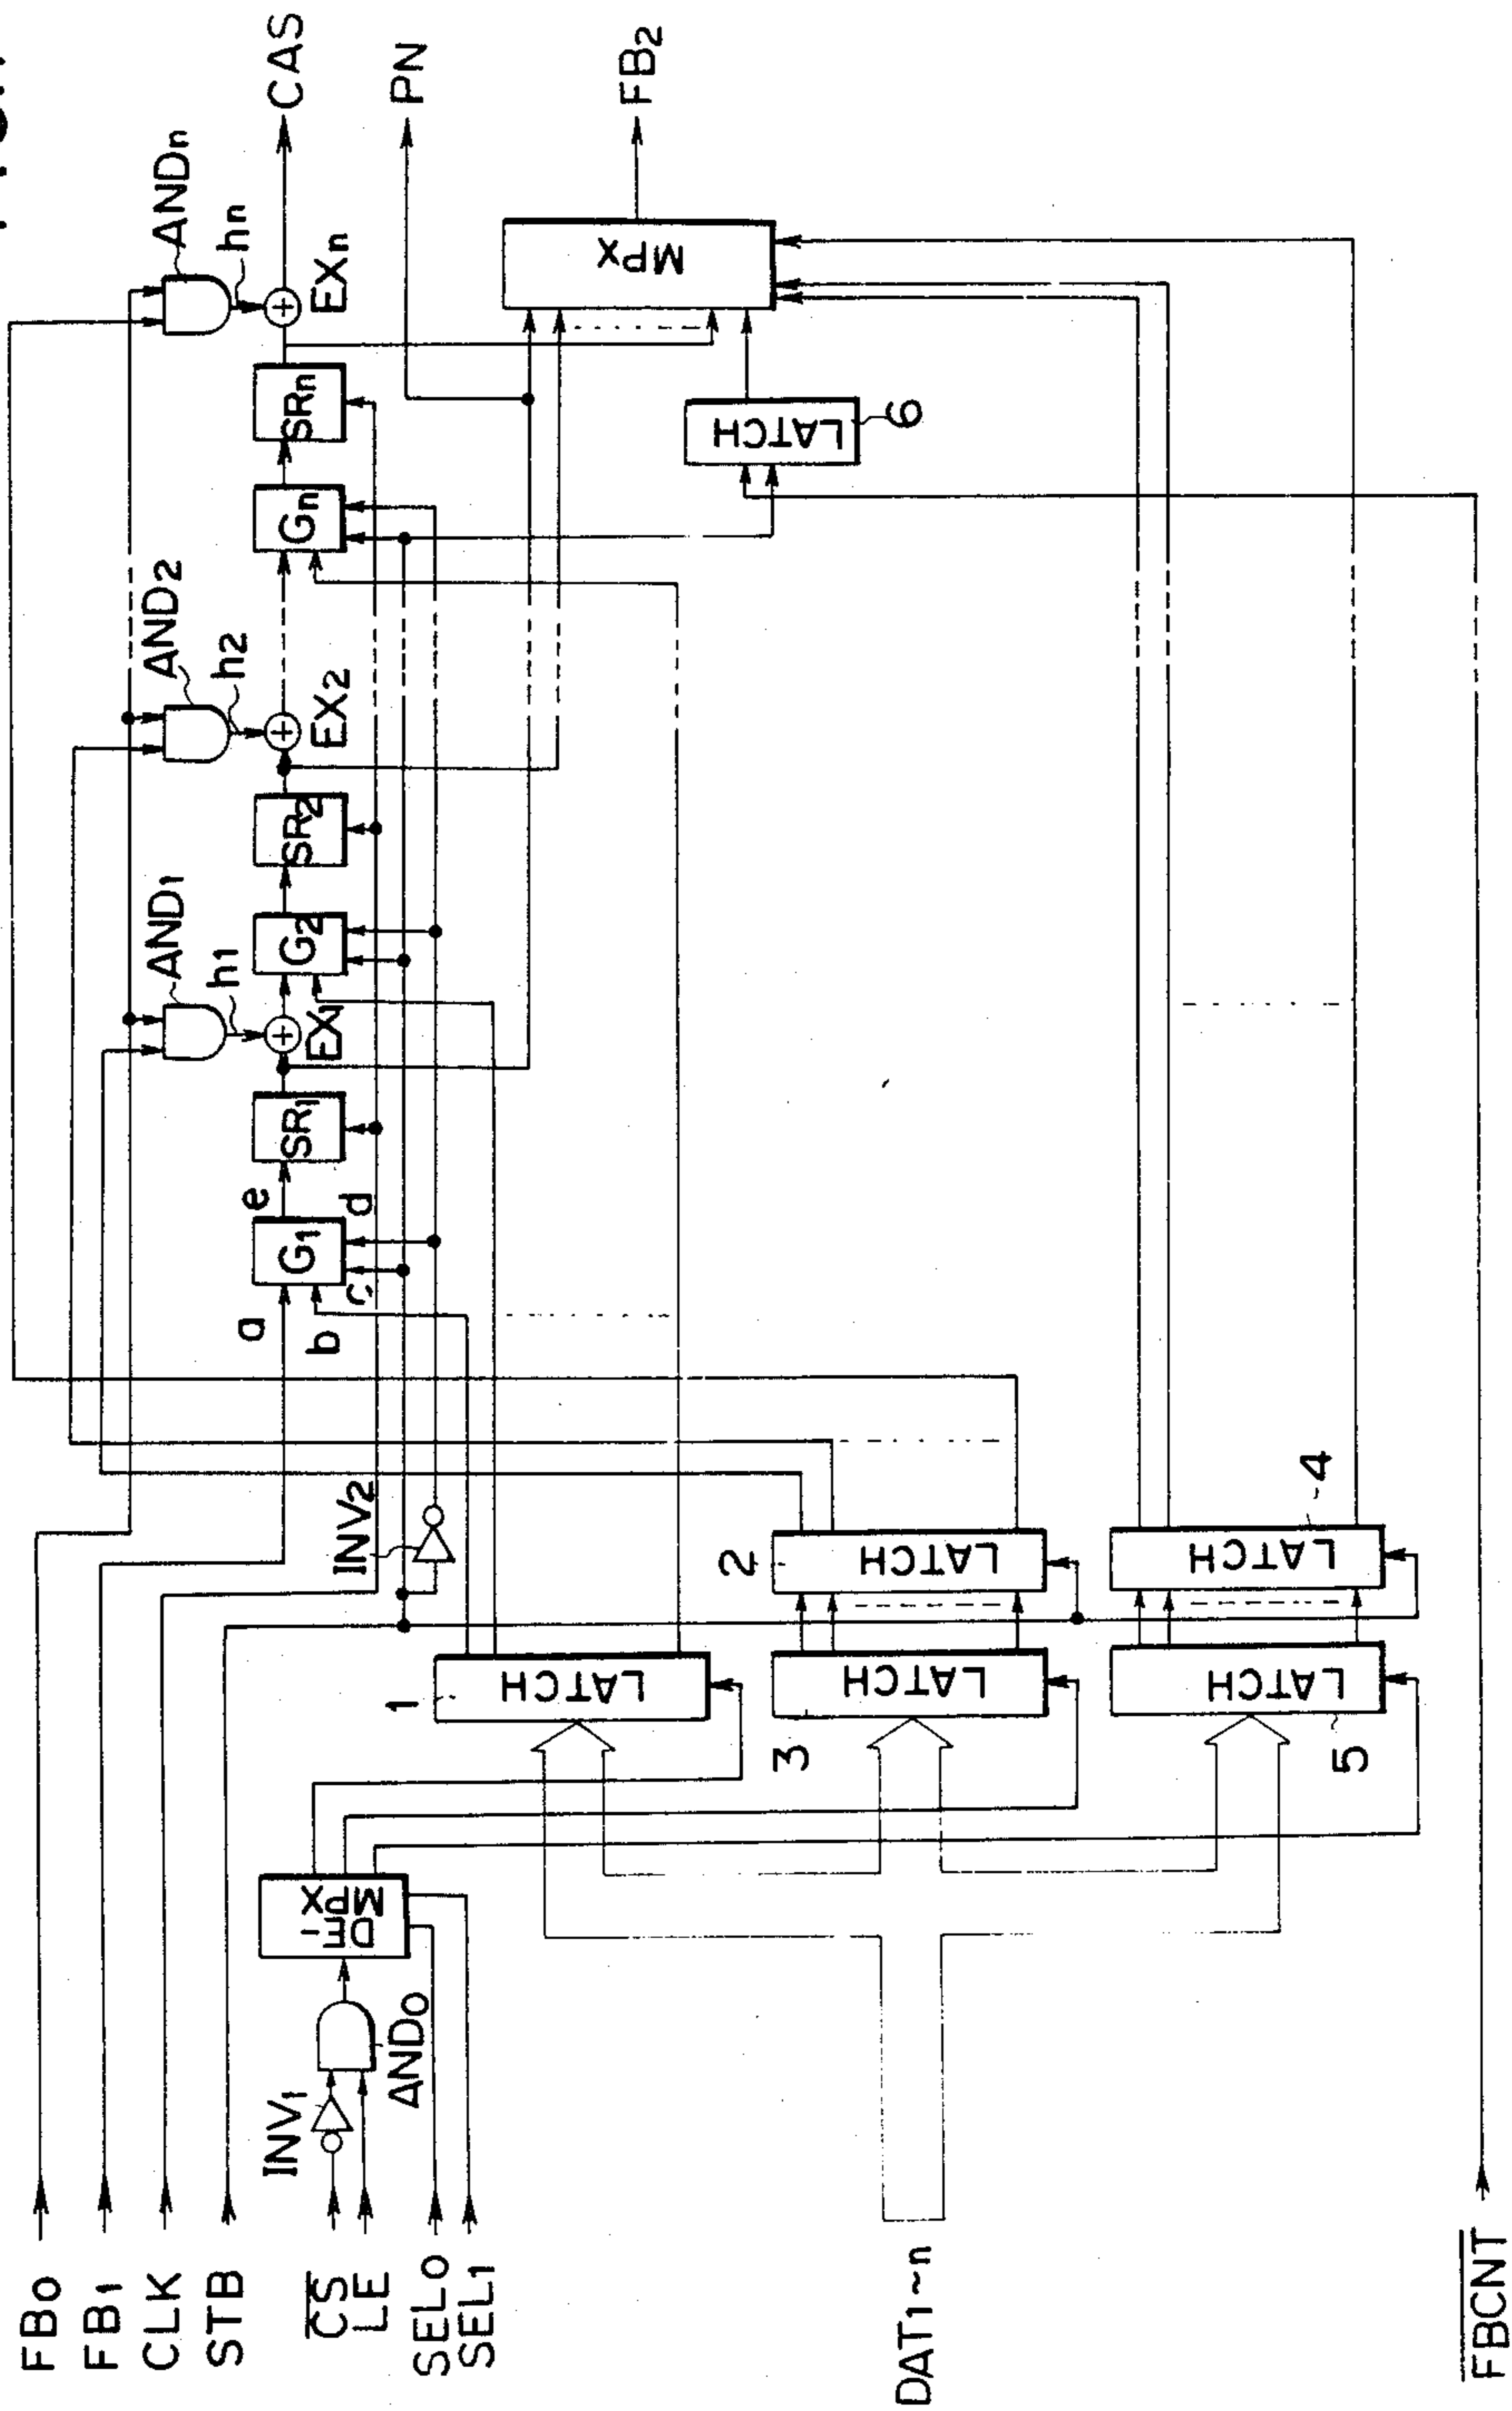 FB0
FB1
CLK
STB
CS
LE
SEL0
SEL1
DAT1~n
FBCNT
INV1
AND0
DE-
MPX
1
LATCH
3
LATCH
5
LATCH
2
LATCH
4
LATCH
INV2
a
b
c
d
e
G1
SR1
EX1
h1
AND1
G2
SR2
EX2
h2
AND2
Gn
SRn
EXn
hn
ANDn
LATCH
6
MPX
CAS
PN
FB2